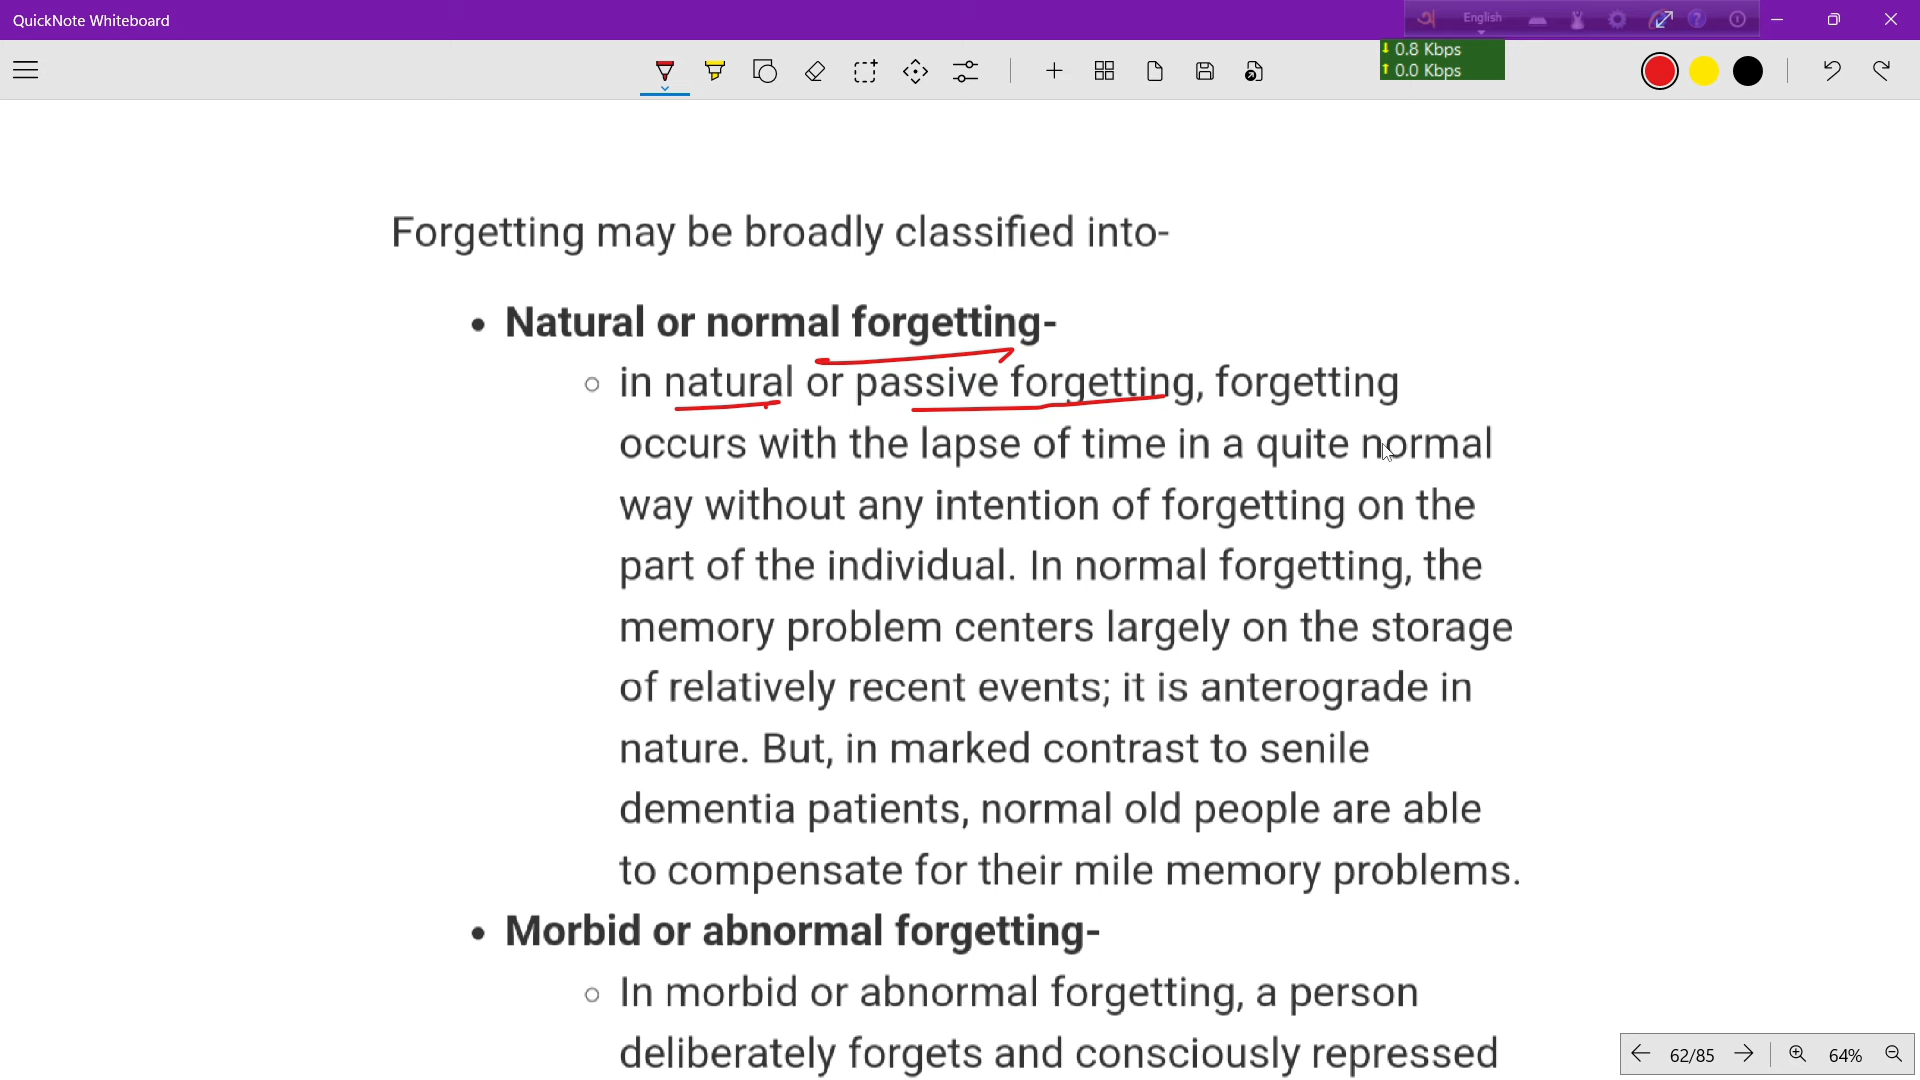 QuickNote Whiteboard
English
0.8 Kbps
0.0 Kbps
Forgetting may be broadly classified into-
• Natural or normal forgetting-
○ in natural or passive forgetting, forgetting
occurs with the lapse of time in a quite normal
way without any intention of forgetting on the
part of the individual. In normal forgetting, the
memory problem centers largely on the storage
of relatively recent events; it is anterograde in
nature. But, in marked contrast to senile
dementia patients, normal old people are able
to compensate for their mile memory problems.
• Morbid or abnormal forgetting-
○ In morbid or abnormal forgetting, a person
deliberately forgets and consciously repressed
62/85
64%